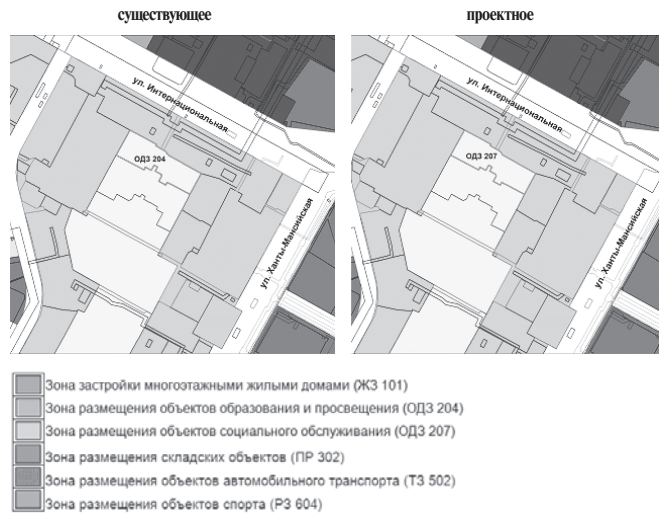 существующее
проектное
ул. Интернациональная
ОДЗ 204
ул. Ханты-Мансийская
ул. Интернациональная
ОДЗ 207
ул. Ханты-Мансийская
Зона застройки многоэтажными жилыми домами (ЖЗ 101)
Зона размещения объектов образования и просвещения (ОДЗ 204)
Зона размещения объектов социального обслуживания (ОДЗ 207)
Зона размещения складских объектов (ПР 302)
Зона размещения объектов автомобильного транспорта (ТЗ 502)
Зона размещения объектов спорта (РЗ 604)